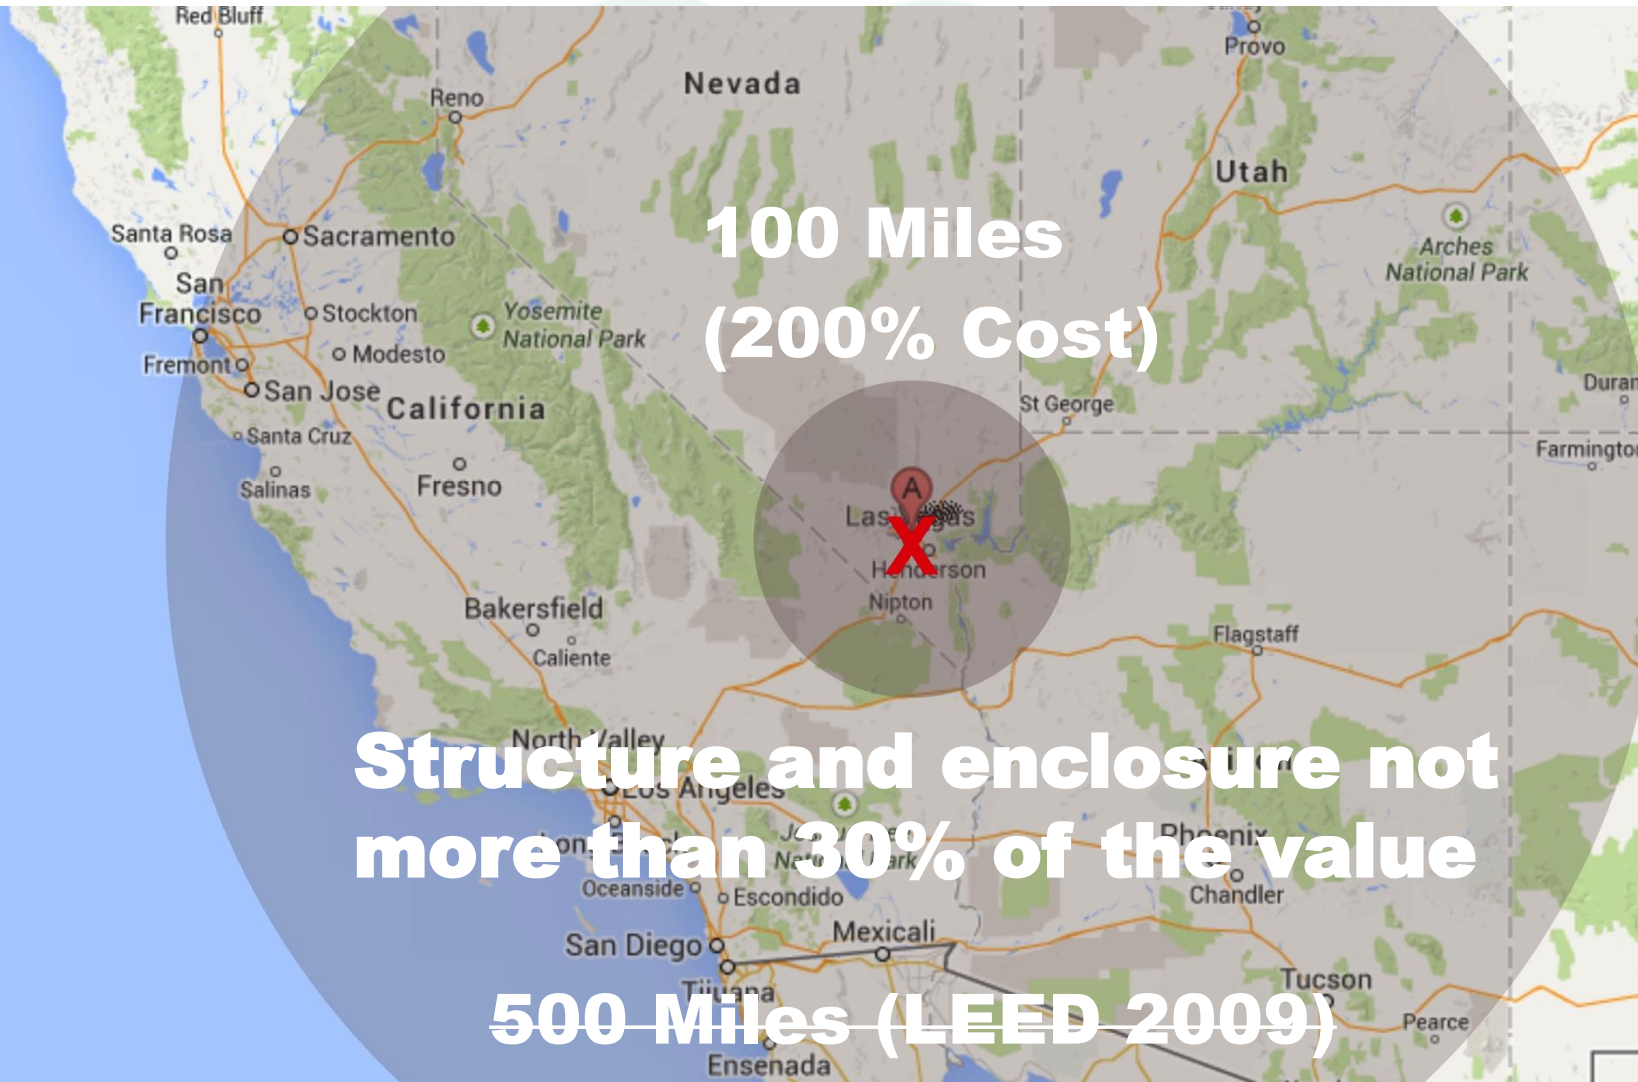 Red Bluff
Provo
Reno
Nevada
Utah
Santa Rosa
Sacramento
100 Miles
Arches
National Park
San
Francisco
Stockton
Yosemite
National Park
(200% Cost)
Modesto
Fremont
San Jose
California
St George
Santa Cruz
Farmington
Salinas
Fresno
A
Las Vegas
X
Henderson
Nipton
Bakersfield
Flagstaff
Caliente
North Valley
Structure and enclosure not
Los Angeles
more than 30% of the value
Phoenix
Oceanside
Escondido
Chandler
San Diego
Mexicali
Tijuana
Tucson
500 Miles (LEED 2009)
Pearce
Ensenada